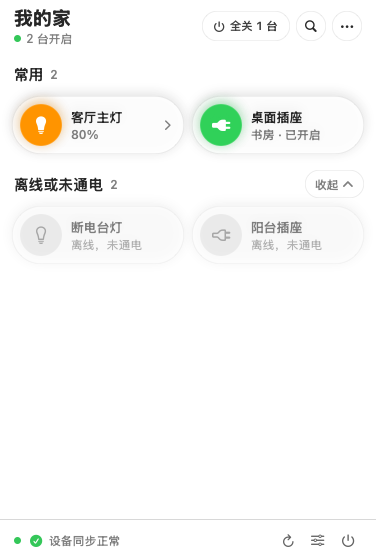 我的家
2 台开启
全关 1 台
常用 2
客厅主灯
80%
桌面插座
书房 · 已开启
离线或未通电 2
收起
断电台灯
离线，未通电
阳台插座
离线，未通电
设备同步正常